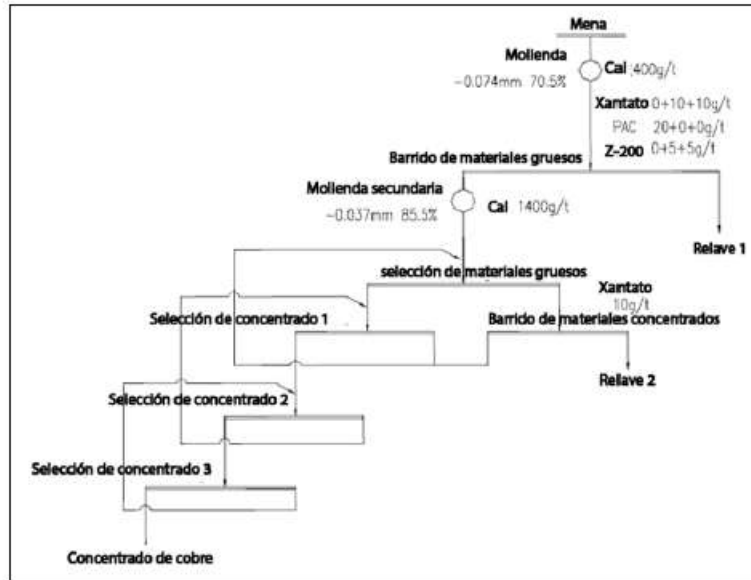 Mena
Mollenda
Cal 400g/t
-0.074mm 70.5%
Xantato 0+10+10g/t
PAC 20+0+0g/t
Z-200 0+5+5g/t
Barrido de materiales gruesos
Mollenda secundaria
-0.037mm 85.5%
Cal 1400g/t
Relave 1
selección de materiales gruesos
Xantato
10g/t
Selección de concentrado 1
Barrido de materiales concentrados
Rellave 2
Selección de concentrado 2
Selección de concentrado 3
Concentrado de cobre